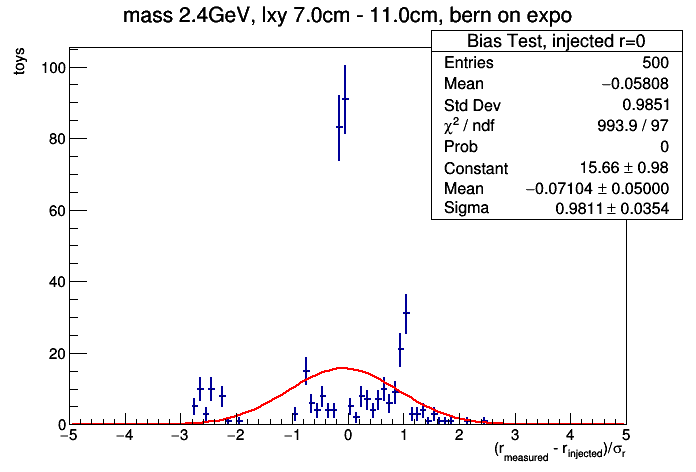 mass 2.4GeV, lxy 7.0cm - 11.0cm, bern on expo
Bias Test, injected r=0
Entries 500
Mean −0.05808
Std Dev 0.9851
χ² / ndf 993.9 / 97
Prob 0
Constant 15.66 ± 0.98
Mean −0.07104 ± 0.05000
Sigma 0.9811 ± 0.0354
toys
100
80
60
40
20
0
−5 −4 −3 −2 −1 0 1 2 3 4 5
(r_measured - r_injected)/σ_r